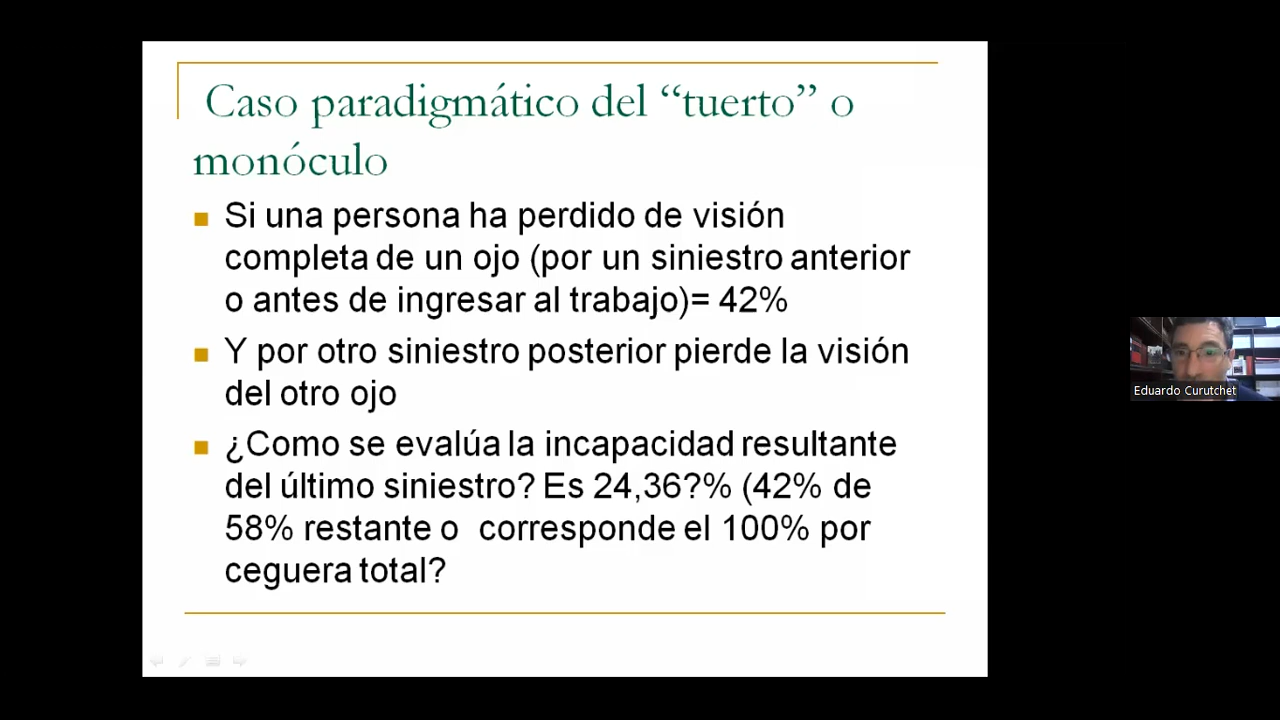 Caso paradigmático del “tuerto” o
monóculo
Si una persona ha perdido de visión
completa de un ojo (por un siniestro anterior
o antes de ingresar al trabajo)= 42%
Y por otro siniestro posterior pierde la visión
del otro ojo
¿Como se evalúa la incapacidad resultante
del último siniestro? Es 24,36?% (42% de
58% restante o corresponde el 100% por
ceguera total?
Eduardo Curutchet